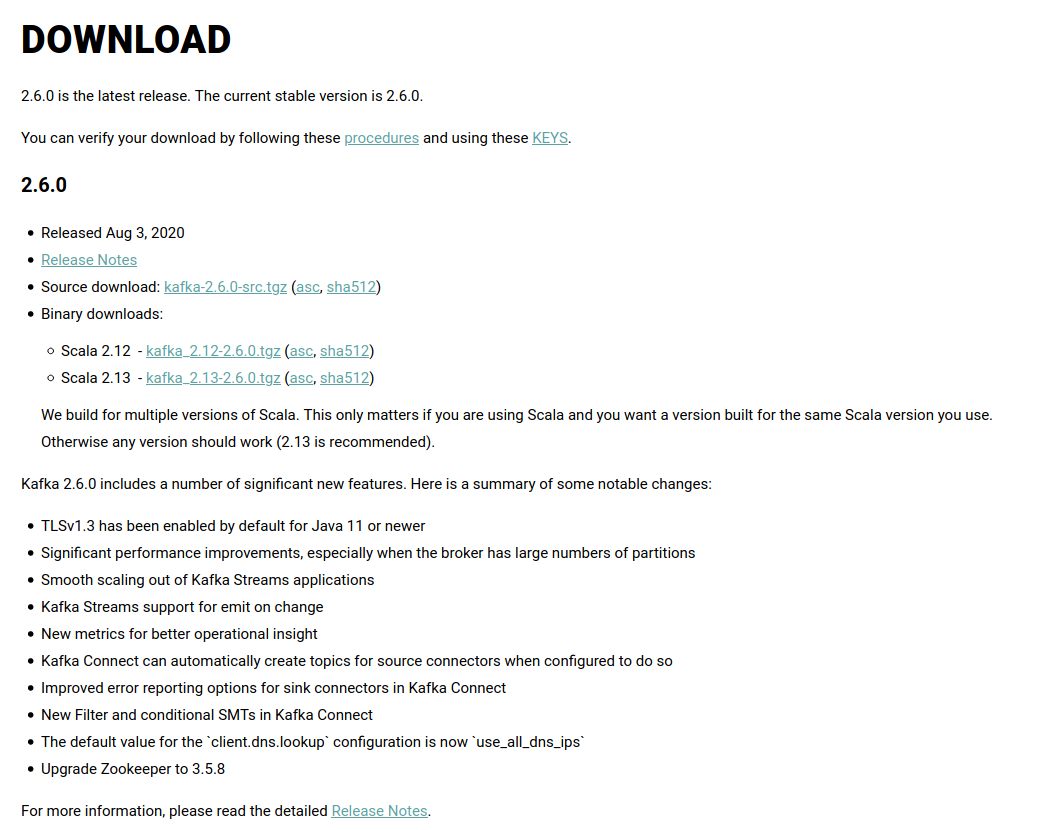 DOWNLOAD
2.6.0 is the latest release. The current stable version is 2.6.0.
You can verify your download by following these procedures and using these KEYS.
2.6.0
• Released Aug 3, 2020
• Release Notes
• Source download: kafka-2.6.0-src.tgz (asc, sha512)
• Binary downloads:
○ Scala 2.12 - kafka_2.12-2.6.0.tgz (asc, sha512)
○ Scala 2.13 - kafka_2.13-2.6.0.tgz (asc, sha512)
We build for multiple versions of Scala. This only matters if you are using Scala and you want a version built for the same Scala version you use.
Otherwise any version should work (2.13 is recommended).
Kafka 2.6.0 includes a number of significant new features. Here is a summary of some notable changes:
• TLSv1.3 has been enabled by default for Java 11 or newer
• Significant performance improvements, especially when the broker has large numbers of partitions
• Smooth scaling out of Kafka Streams applications
• Kafka Streams support for emit on change
• New metrics for better operational insight
• Kafka Connect can automatically create topics for source connectors when configured to do so
• Improved error reporting options for sink connectors in Kafka Connect
• New Filter and conditional SMTs in Kafka Connect
• The default value for the `client.dns.lookup` configuration is now `use_all_dns_ips`
• Upgrade Zookeeper to 3.5.8
For more information, please read the detailed Release Notes.